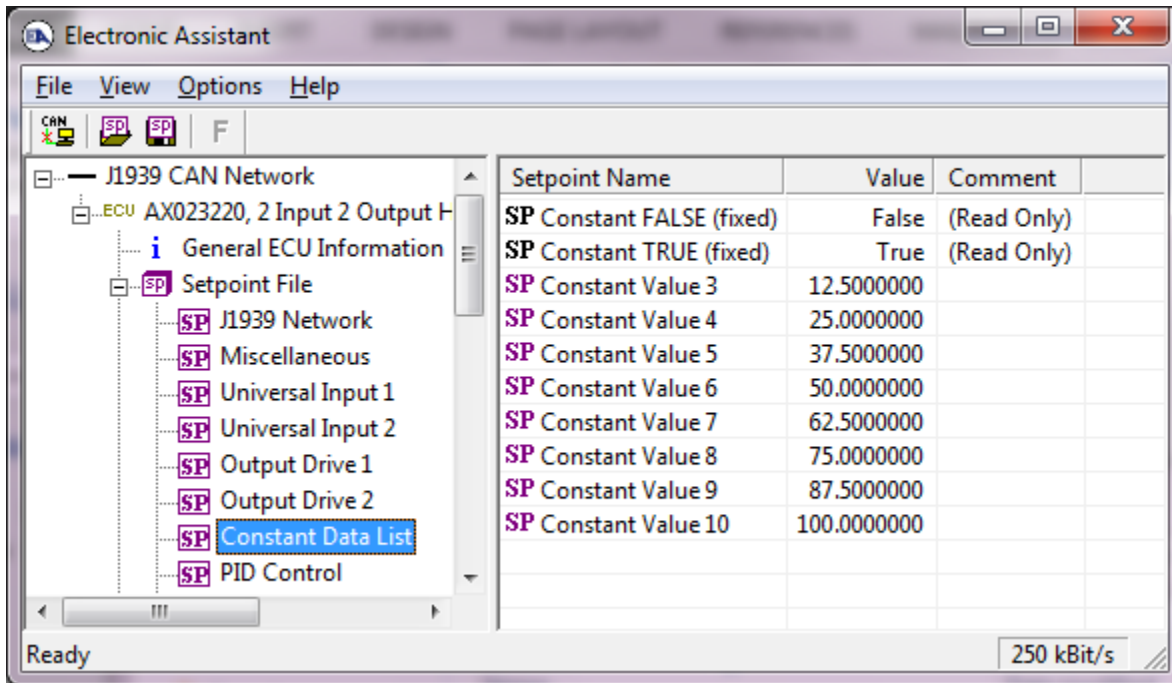 Electronic Assistant
File View Options Help
CAN SP SP F
J1939 CAN Network
ECU AX023220, 2 Input 2 Output H
i General ECU Information
SP Setpoint File
SP J1939 Network
SP Miscellaneous
SP Universal Input 1
SP Universal Input 2
SP Output Drive 1
SP Output Drive 2
SP Constant Data List
SP PID Control
Setpoint Name Value Comment
SP Constant FALSE (fixed) False (Read Only)
SP Constant TRUE (fixed) True (Read Only)
SP Constant Value 3 12.5000000
SP Constant Value 4 25.0000000
SP Constant Value 5 37.5000000
SP Constant Value 6 50.0000000
SP Constant Value 7 62.5000000
SP Constant Value 8 75.0000000
SP Constant Value 9 87.5000000
SP Constant Value 10 100.0000000
Ready 250 kBit/s